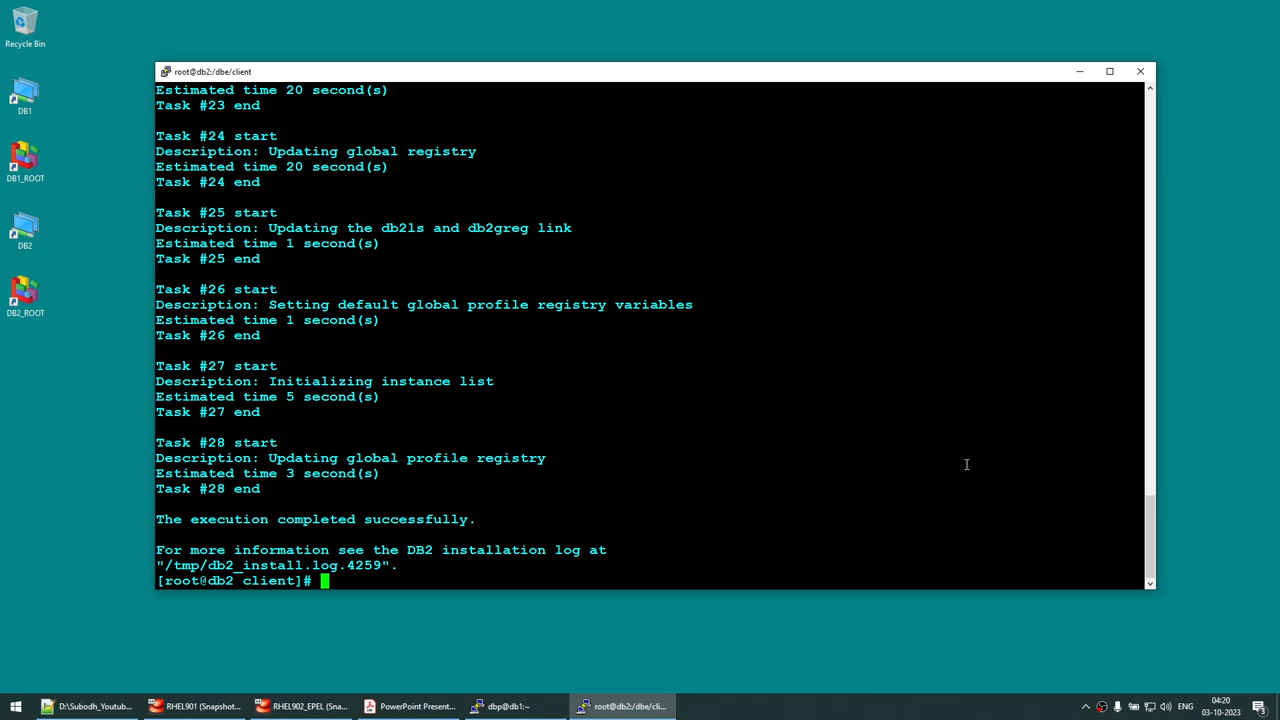 Recycle Bin
DB1
DB1_ROOT
DB2
DB2_ROOT
root@db2:/dbe/client
Estimated time 20 second(s)
Task #23 end
Task #24 start
Description: Updating global registry
Estimated time 20 second(s)
Task #24 end
Task #25 start
Description: Updating the db2ls and db2greg link
Estimated time 1 second(s)
Task #25 end
Task #26 start
Description: Setting default global profile registry variables
Estimated time 1 second(s)
Task #26 end
Task #27 start
Description: Initializing instance list
Estimated time 5 second(s)
Task #27 end
Task #28 start
Description: Updating global profile registry
Estimated time 3 second(s)
Task #28 end
The execution completed successfully.
For more information see the DB2 installation log at
"/tmp/db2_install.log.4259".
[root@db2 client]#
D:\Subodh_Youtub...
RHEL901 (Snapshot...
RHEL902_EPEL (Sna...
PowerPoint Present...
dbp@db1:~
root@db2:/dbe/clie...
ENG
04:20
03-10-2023